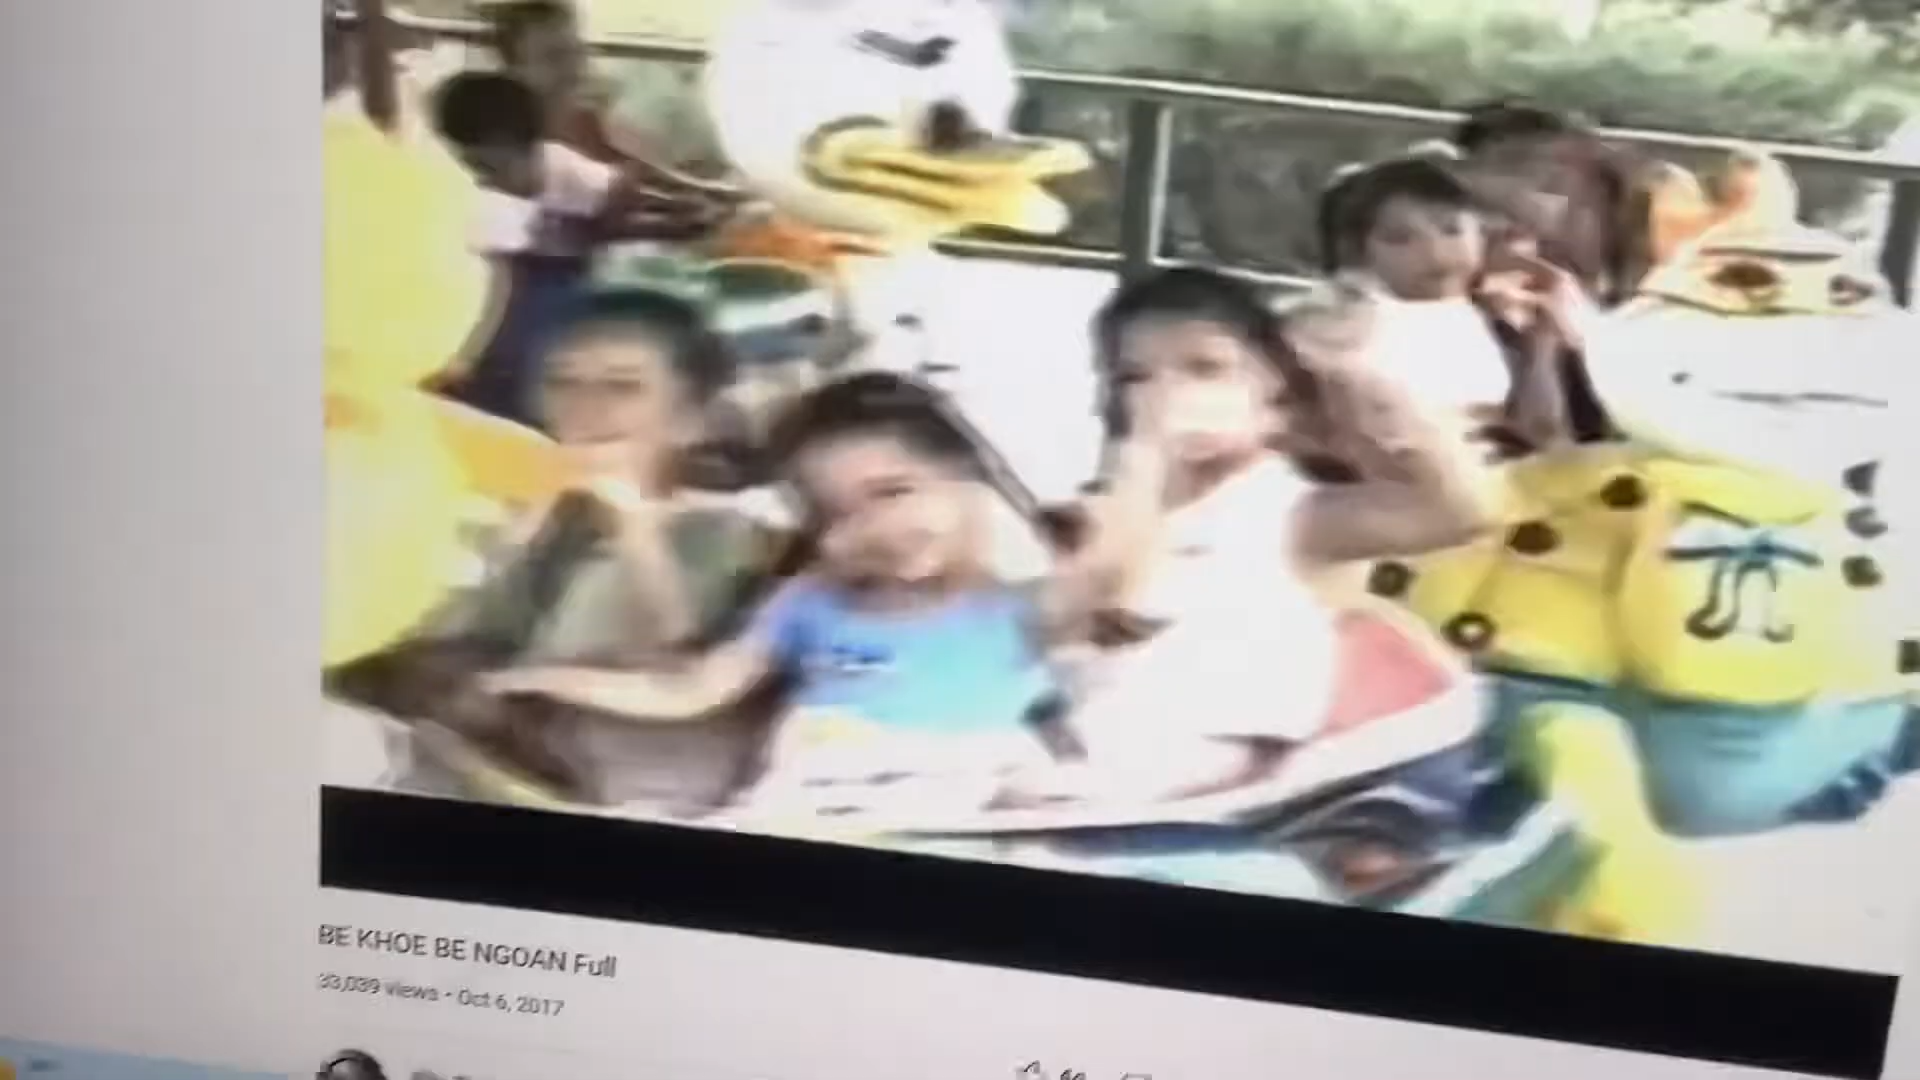 BE KHOE BE NGOAN Full
33,039 views • Oct 6, 2017